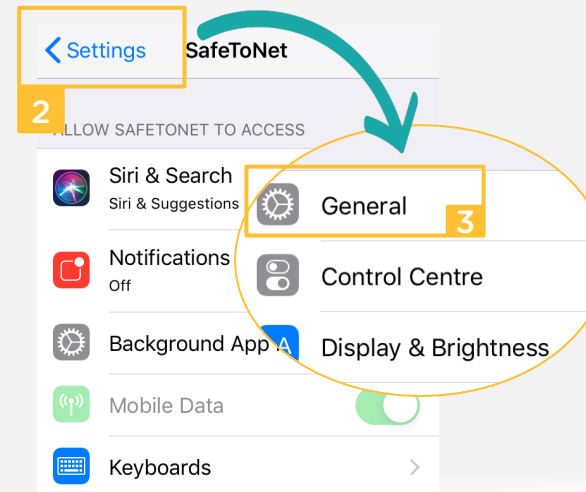 Settings
SafeToNet
2
ALLOW SAFETONET TO ACCESS
Siri & Search
Siri & Suggestions
General
3
Notifications
Off
Control Centre
Background App
A
Display & Brightness
Mobile Data
Keyboards